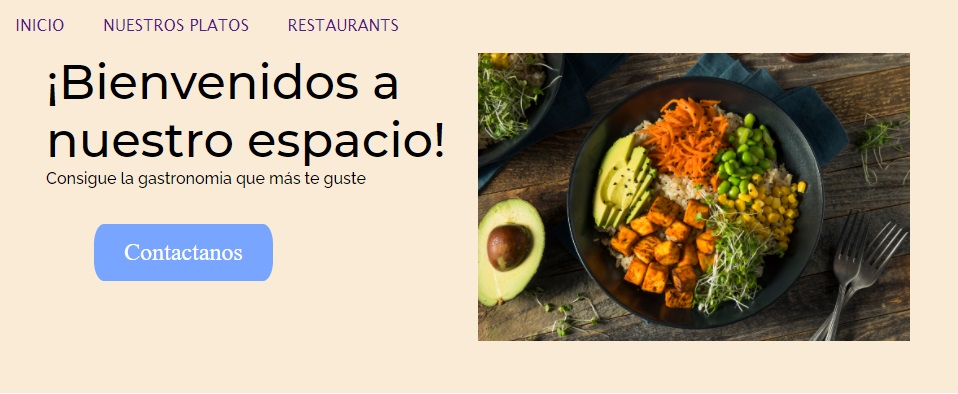 INICIO NUESTROS PLATOS RESTAURANTS
¡Bienvenidos a
nuestro espacio!
Consigue la gastronomia que más te guste
Contactanos